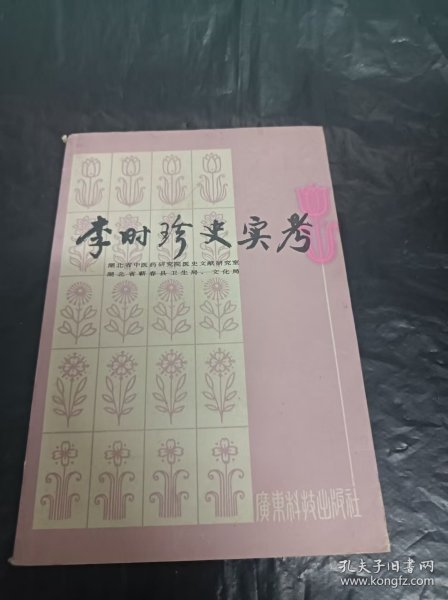 李时珍史实考
湖北省中医药研究院医史文献研究室
湖北省蕲春县卫生局、文化局
廣東科技出版社
孔夫子旧书网
www.kongfz.com